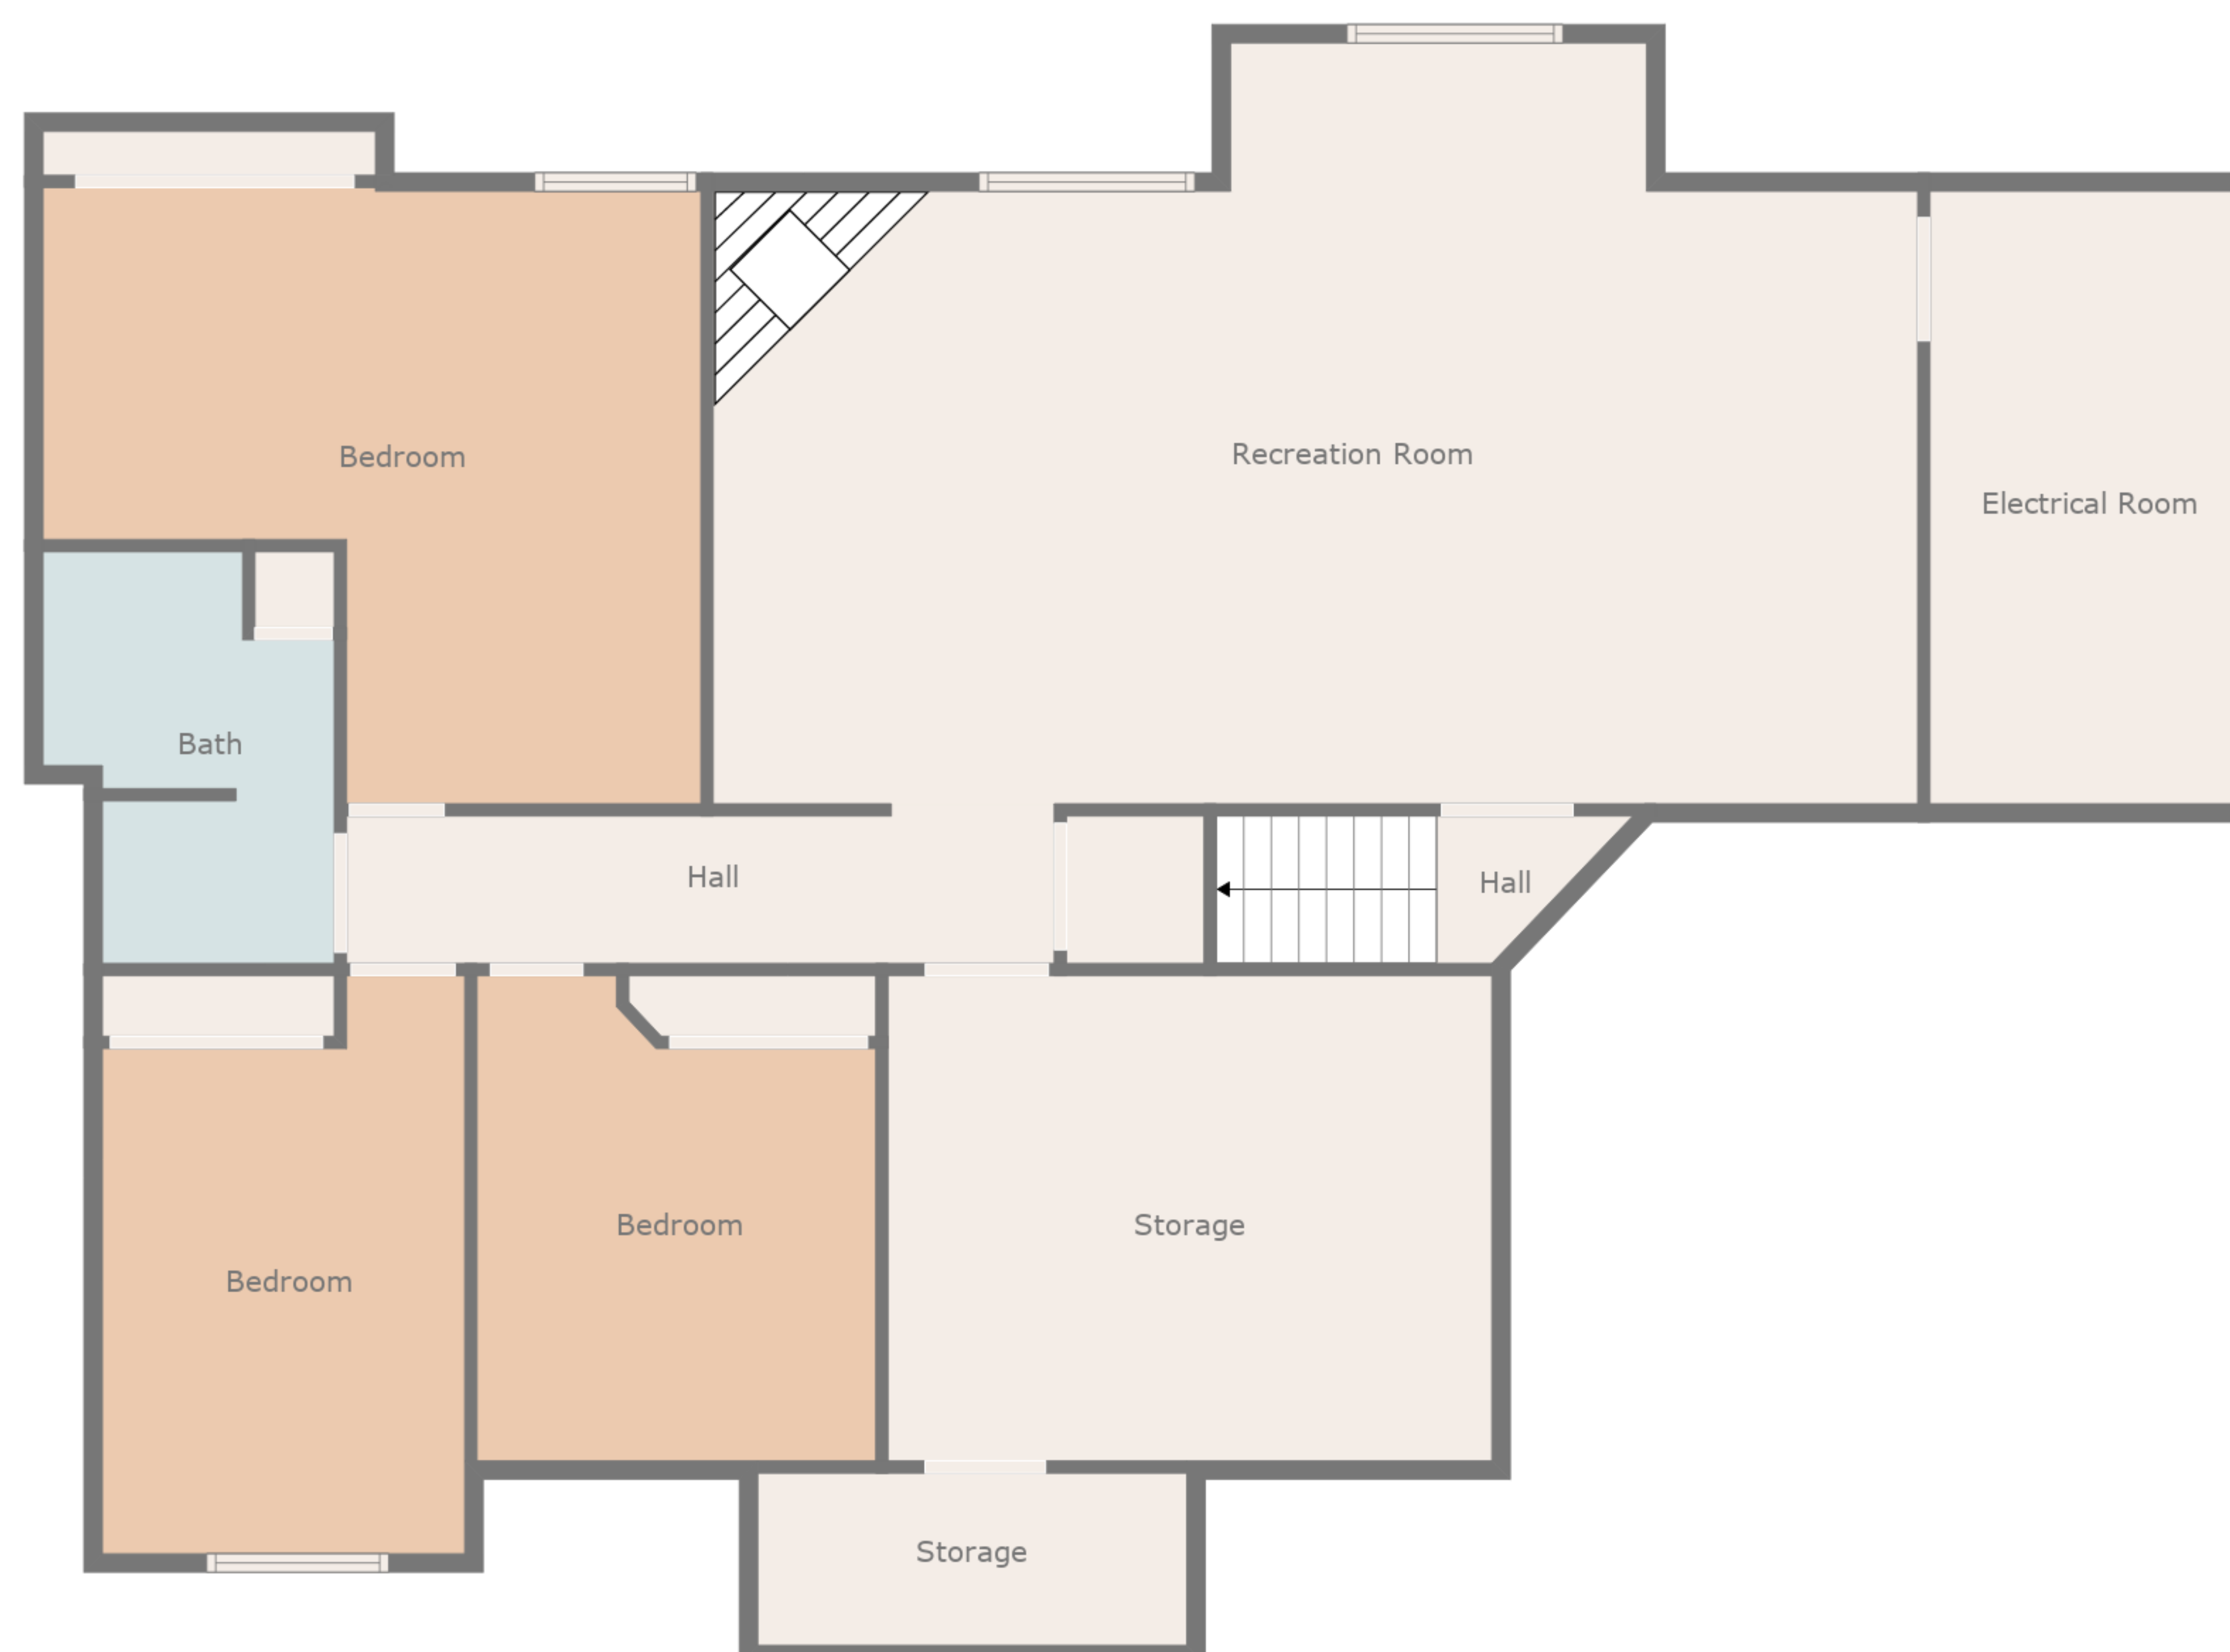 Bedroom
Recreation Room
Electrical Room
Bath
Hall
Hall
Bedroom
Storage
Bedroom
Storage